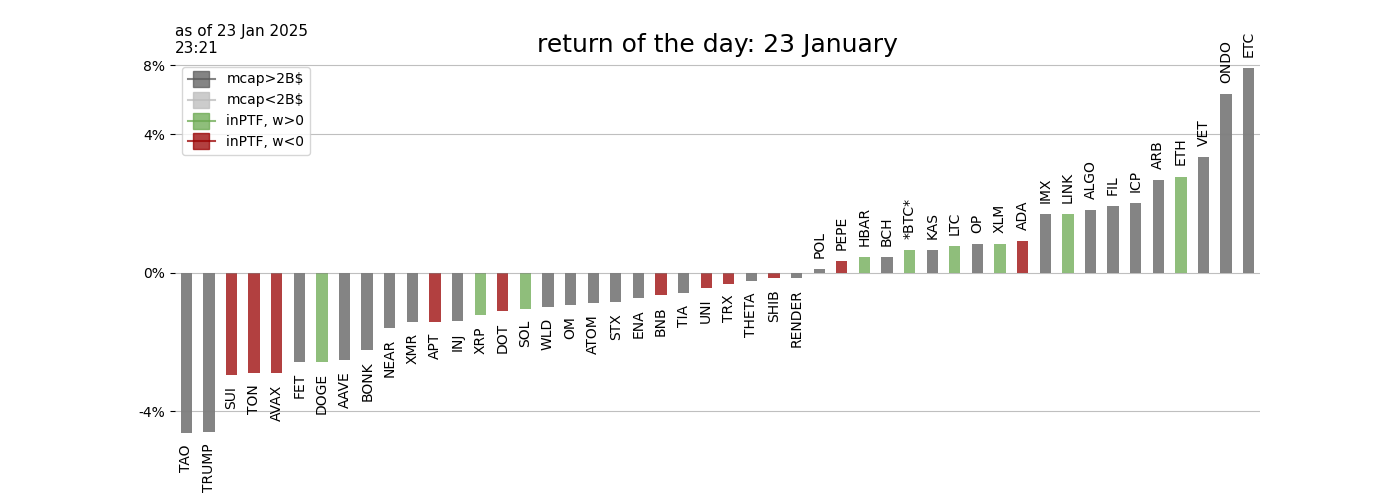 as of 23 Jan 2025
23:21
return of the day: 23 January
8%
4%
0%
-4%
mcap>2B$
mcap<2B$
inPTF, w>0
inPTF, w<0
TAO
TRUMP
SUI
TON
AVAX
FET
DOGE
AAVE
BONK
NEAR
XMR
APT
INJ
XRP
DOT
SOL
WLD
OM
ATOM
STX
ENA
BNB
TIA
UNI
TRX
THETA
SHIB
RENDER
POL
PEPE
HBAR
BCH
*BTC*
KAS
LTC
OP
XLM
ADA
IMX
LINK
ALGO
FIL
ICP
ARB
ETH
VET
ONDO
ETC